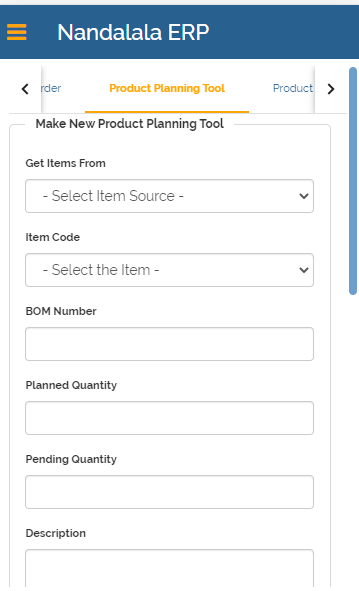 Nandalala ERP
rder
Product Planning Tool
Product
Make New Product Planning Tool
Get Items From
- Select Item Source -
Item Code
- Select the Item -
BOM Number
Planned Quantity
Pending Quantity
Description